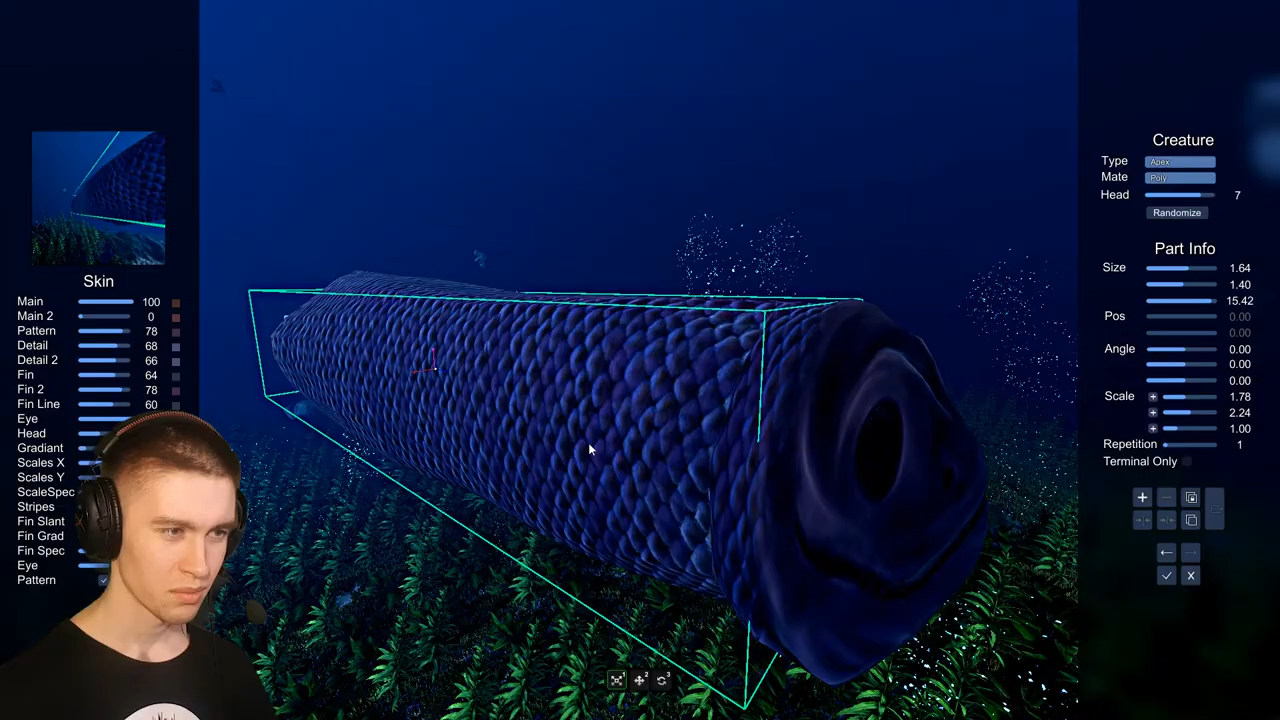 Skin
Main 100
Main 2 0
Pattern 78
Detail 68
Detail 2 66
Fin 64
Fin 2 78
Fin Line 60
Eye
Head
Gradiant
Scales X
Scales Y
ScaleSpec
Stripes
Fin Slant
Fin Grad
Fin Spec
Eye
Pattern
1
2
3
Creature
Type Apex
Mate Poly
Head 7
Randomize
Part Info
Size 1.64
1.40
15.42
Pos 0.00
0.00
Angle 0.00
0.00
0.00
Scale + 1.78
+ 2.24
+ 1.00
Repetition 1
Terminal Only